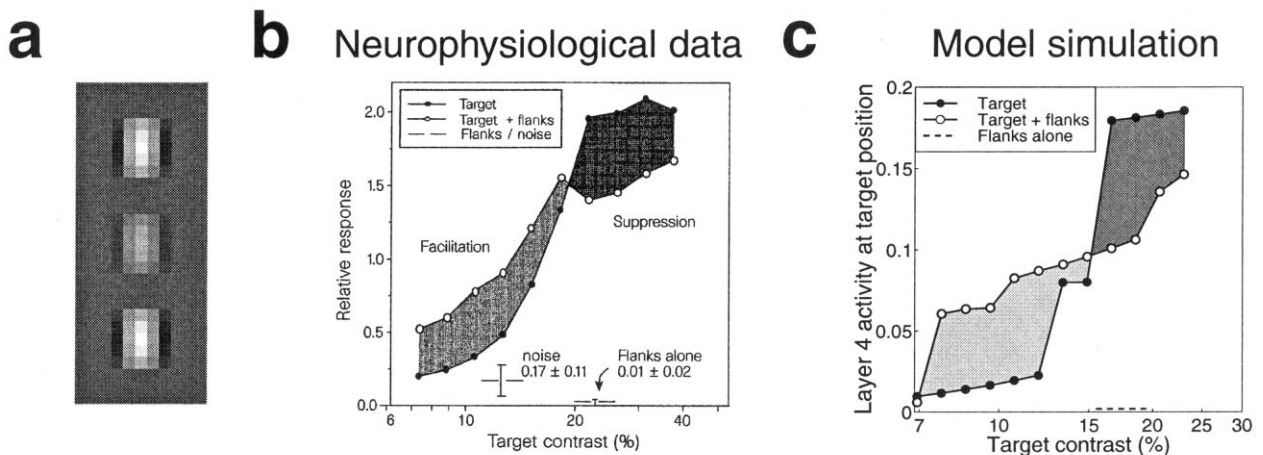 a
b Neurophysiological data
Target
Target + flanks
Flanks / noise
Relative response
2.0
1.5
1.0
0.5
0.0
Facilitation
Suppression
noise
0.17 ± 0.11
Flanks alone
0.01 ± 0.02
6
10
20
40
Target contrast (%)
c Model simulation
Target
Target + flanks
Flanks alone
Layer 4 activity at target position
0.2
0.15
0.1
0.05
0
7
10
15
20
25
30
Target contrast (%)